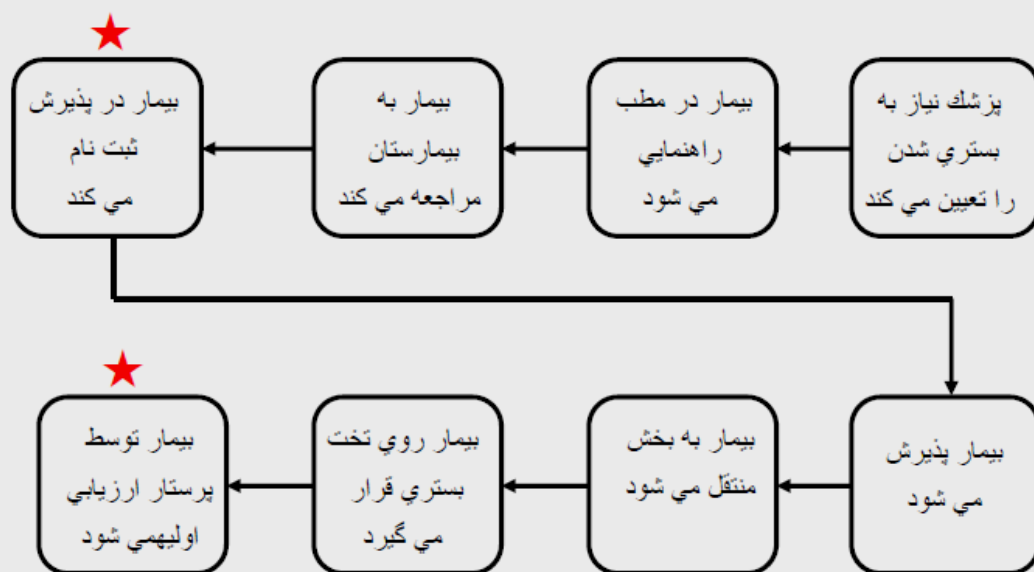 پزشك نياز به
بستري شدن
را تعيين مي كند
بيمار در مطب
راهنمايي
مي شود
بيمار به
بيمارستان
مراجعه مي كند
بيمار در پذيرش
ثبت نام
مي كند
بيمار پذيرش
مي شود
بيمار به بخش
منتقل مي شود
بيمار روي تخت
بستري قرار
مي گيرد
بيمار توسط
پرستار ارزيابي
اوليهمي شود